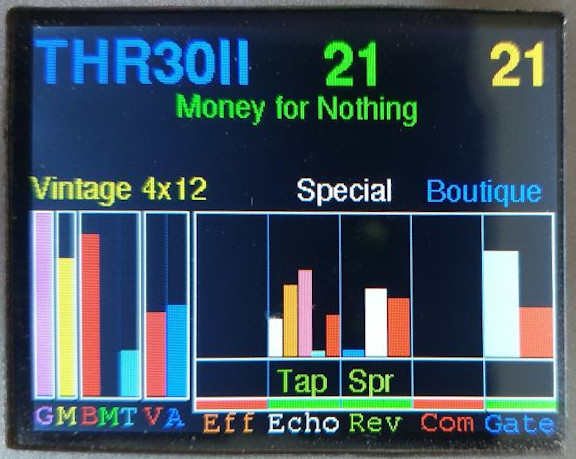 THR30II 21 21
Money for Nothing
Vintage 4x12 Special Boutique
Tap Spr
G M B M T V A Eff Echo Rev Com Gate